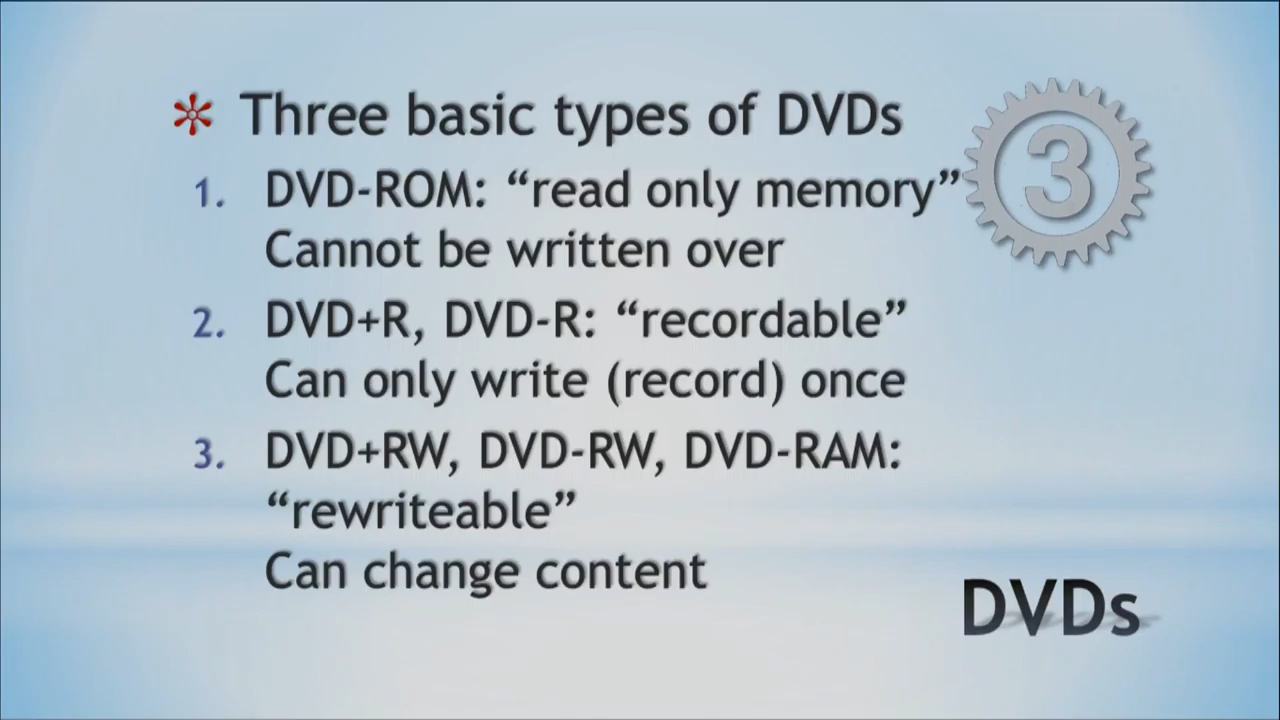 * Three basic types of DVDs
3
1. DVD-ROM: “read only memory”
Cannot be written over
2. DVD+R, DVD-R: “recordable”
Can only write (record) once
3. DVD+RW, DVD-RW, DVD-RAM:
“rewriteable”
Can change content
DVDs